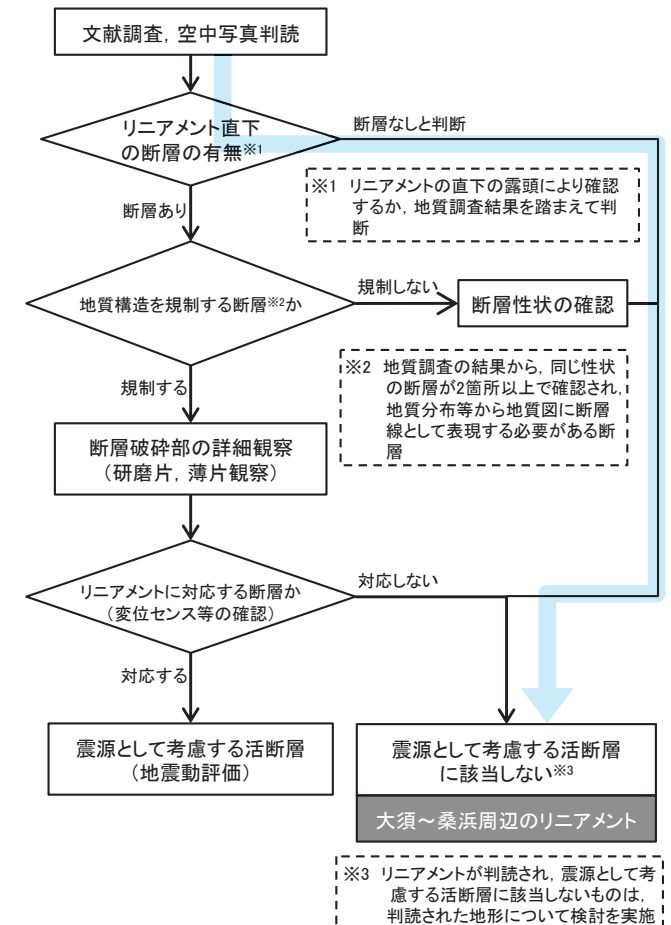 文献調査，空中写真判読
リニアメント直下
の断層の有無※1
断層なしと判断
※1 リニアメントの直下の露頭により確認
するか，地質調査結果を踏まえて判
断
断層あり
地質構造を規制する断層※2か
規制しない
断層性状の確認
※2 地質調査の結果から，同じ性状
の断層が2箇所以上で確認され，
地質分布等から地質図に断層
線として表現する必要がある断
層
規制する
断層破砕部の詳細観察
（研磨片，薄片観察）
リニアメントに対応する断層か
（変位センス等の確認）
対応しない
対応する
震源として考慮する活断層
（地震動評価）
震源として考慮する活断層
に該当しない※3
大須～桑浜周辺のリニアメント
※3 リニアメントが判読され，震源として考
慮する活断層に該当しないものは，
判読された地形について検討を実施